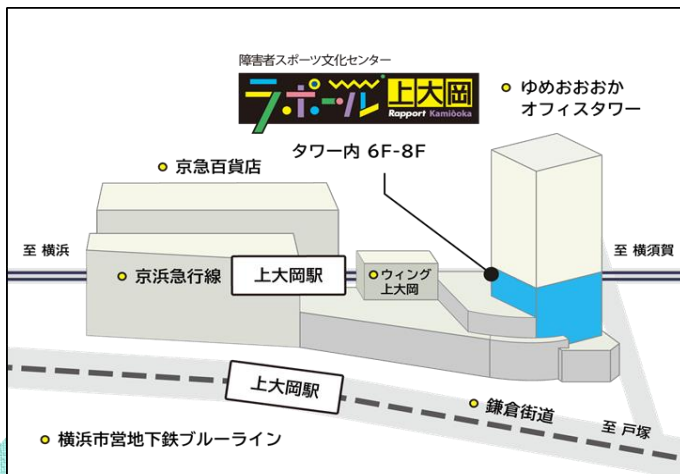 障害者スポーツ文化センター
ラポール上大岡
Rapport Kamiōoka
ゆめおおおか
オフィスタワー
タワー内 6F-8F
京急百貨店
至 横浜
至 横須賀
京浜急行線
上大岡駅
ウィング
上大岡
上大岡駅
鎌倉街道
至 戸塚
横浜市営地下鉄ブルーライン